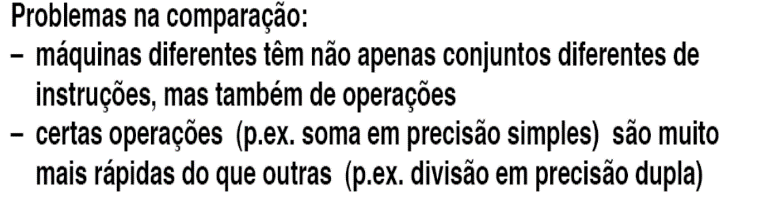 Problemas na comparação:
– máquinas diferentes têm não apenas conjuntos diferentes de
instruções, mas também de operações
– certas operações (p.ex. soma em precisão simples) são muito
mais rápidas do que outras (p.ex. divisão em precisão dupla)